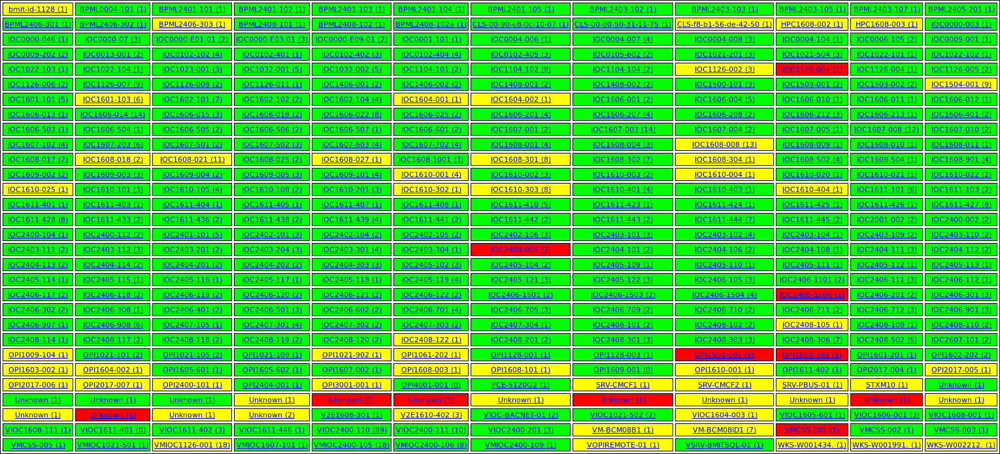 bmit-id-1128 (1) BPML0004-101 (1) BPML2401-101 (1) BPML2401-102 (1) BPML2401-103 (1) BPML2401-104 (1) BPML2401-105 (1) BPML2403-102 (1) BPML2403-103 (1) BPML2403-105 (1) BPML2403-107 (1) BPML2405-201 (1)
BPML2406-301 (1) BPML2406-302 (1) BPML2406-303 (1) BPML2408-101 (1) BPML2408-102 (1) BPML2408-102a (1) CLS-00-90-e8-0c-10-07 (1) CLS-00-d0-50-31-11-75 (1) CLS-f8-b1-56-de-42-50 (1) HPC1608-002 (1) HPC1608-003 (1) IOC0000-003 (1)
IOC0000-046 (1) IOC0000-07 (3) IOC0000-E01-01 (2) IOC0000-E03-01 (3) IOC0000-E09-01 (2) IOC0001-101 (1) IOC0004-006 (1) IOC0004-007 (4) IOC0004-008 (3) IOC0004-104 (1) IOC0006-105 (2) IOC0009-001 (1)
IOC0009-202 (2) IOC0013-001 (2) IOC0102-102 (4) IOC0102-401 (1) IOC0102-402 (3) IOC0102-404 (4) IOC0102-405 (3) IOC0105-602 (2) IOC1021-201 (3) IOC1021-504 (3) IOC1022-101 (1) IOC1022-102 (1)
IOC1022-103 (1) IOC1022-104 (1) IOC1023-001 (3) IOC1032-001 (5) IOC1032-002 (5) IOC1104-101 (2) IOC1104-102 (8) IOC1104-104 (2) IOC1126-002 (3) IOC1126-004 (1) IOC1126-004 (1) IOC1126-005 (2)
IOC1126-006 (2) IOC1126-007 (9) IOC1126-008 (2) IOC1126-011 (1) IOC1406-001 (2) IOC1406-002 (2) IOC1408-001 (2) IOC1408-002 (2) IOC1500-101 (3) IOC1503-001 (2) IOC1503-002 (2) IOC1504-001 (9)
IOC1601-101 (5) IOC1601-103 (6) IOC1602-101 (7) IOC1602-102 (2) IOC1602-104 (4) IOC1604-001 (1) IOC1604-002 (1) IOC1606-001 (2) IOC1606-004 (5) IOC1606-010 (1) IOC1606-011 (1) IOC1606-012 (1)
IOC1606-013 (1) IOC1606-014 (14) IOC1606-015 (3) IOC1606-018 (2) IOC1606-022 (8) IOC1606-025 (2) IOC1606-201 (4) IOC1606-207 (4) IOC1606-208 (2) IOC1606-212 (3) IOC1606-213 (1) IOC1606-401 (2)
IOC1606-503 (1) IOC1606-504 (1) IOC1606-505 (2) IOC1606-506 (2) IOC1606-507 (1) IOC1606-601 (2) IOC1607-001 (2) IOC1607-003 (14) IOC1607-004 (2) IOC1607-005 (1) IOC1607-008 (12) IOC1607-010 (2)
IOC1607-102 (4) IOC1607-203 (6) IOC1607-501 (2) IOC1607-502 (3) IOC1607-603 (4) IOC1607-702 (4) IOC1608-001 (4) IOC1608-004 (3) IOC1608-008 (13) IOC1608-009 (1) IOC1608-010 (1) IOC1608-011 (1)
IOC1608-017 (2) IOC1608-018 (2) IOC1608-021 (11) IOC1608-025 (2) IOC1608-027 (1) IOC1608-1001 (3) IOC1608-301 (8) IOC1608-302 (7) IOC1608-304 (1) IOC1608-502 (4) IOC1608-504 (1) IOC1608-901 (4)
IOC1609-002 (2) IOC1609-003 (3) IOC1609-004 (2) IOC1609-005 (3) IOC1609-101 (4) IOC1610-001 (4) IOC1610-002 (3) IOC1610-003 (2) IOC1610-004 (1) IOC1610-020 (1) IOC1610-021 (1) IOC1610-022 (2)
IOC1610-025 (1) IOC1610-101 (3) IOC1610-105 (4) IOC1610-108 (2) IOC1610-201 (3) IOC1610-302 (1) IOC1610-303 (8) IOC1610-401 (4) IOC1610-403 (1) IOC1610-404 (1) IOC1611-101 (6) IOC1611-103 (2)
IOC1611-401 (1) IOC1611-403 (1) IOC1611-404 (1) IOC1611-405 (1) IOC1611-407 (1) IOC1611-408 (1) IOC1611-410 (5) IOC1611-423 (1) IOC1611-424 (1) IOC1611-425 (1) IOC1611-426 (1) IOC1611-427 (8)
IOC1611-428 (8) IOC1611-433 (2) IOC1611-436 (2) IOC1611-438 (2) IOC1611-439 (4) IOC1611-441 (2) IOC1611-442 (2) IOC1611-443 (2) IOC1611-444 (7) IOC1611-445 (2) IOC2001-002 (2) IOC2400-002 (2)
IOC2400-104 (1) IOC2400-112 (2) IOC2401-101 (5) IOC2402-101 (3) IOC2402-104 (2) IOC2402-105 (2) IOC2402-106 (3) IOC2403-101 (3) IOC2403-102 (4) IOC2403-104 (1) IOC2403-109 (2) IOC2403-110 (2)
IOC2403-111 (2) IOC2403-112 (3) IOC2403-201 (2) IOC2403-204 (3) IOC2403-301 (4) IOC2403-304 (1) IOC2404-001 (2) IOC2404-101 (2) IOC2404-106 (2) IOC2404-108 (1) IOC2404-111 (3) IOC2404-112 (2)
IOC2404-113 (2) IOC2404-114 (2) IOC2404-201 (2) IOC2404-202 (2) IOC2404-303 (3) IOC2405-102 (3) IOC2405-104 (2) IOC2405-109 (1) IOC2405-110 (1) IOC2405-111 (1) IOC2405-112 (1) IOC2405-113 (1)
IOC2405-114 (1) IOC2405-115 (1) IOC2405-116 (1) IOC2405-117 (1) IOC2405-118 (1) IOC2405-119 (4) IOC2405-121 (3) IOC2405-122 (3) IOC2406-105 (3) IOC2406-1101 (2) IOC2406-111 (3) IOC2406-112 (1)
IOC2406-117 (2) IOC2406-118 (2) IOC2406-119 (2) IOC2406-120 (2) IOC2406-121 (2) IOC2406-122 (2) IOC2406-1501 (2) IOC2406-1503 (2) IOC2406-1504 (4) IOC2406-1506 (1) IOC2406-201 (2) IOC2406-301 (3)
IOC2406-302 (2) IOC2406-308 (1) IOC2406-401 (2) IOC2406-501 (3) IOC2406-602 (2) IOC2406-701 (4) IOC2406-705 (3) IOC2406-709 (2) IOC2406-710 (2) IOC2406-711 (2) IOC2406-712 (3) IOC2406-901 (3)
IOC2406-907 (1) IOC2406-908 (6) IOC2407-105 (1) IOC2407-301 (4) IOC2407-302 (2) IOC2407-303 (2) IOC2407-304 (1) IOC2408-101 (2) IOC2408-102 (2) IOC2408-105 (1) IOC2408-109 (1) IOC2408-110 (2)
IOC2408-114 (1) IOC2408-117 (2) IOC2408-118 (2) IOC2408-119 (2) IOC2408-120 (2) IOC2408-122 (1) IOC2408-201 (2) IOC2408-301 (3) IOC2408-303 (3) IOC2408-306 (7) IOC2408-502 (6) IOC2607-101 (2)
OPI1009-104 (1) OPI1021-101 (2) OPI1021-105 (2) OPI1021-109 (1) OPI1021-902 (1) OPI1061-202 (1) OPI1128-001 (1) OPI1128-003 (1) OPI1501-101 (1) OPI1601-102 (1) OPI1601-201 (1) OPI1602-202 (2)
OPI1603-002 (1) OPI1604-002 (1) OPI1605-601 (1) OPI1605-602 (1) OPI1607-002 (1) OPI1608-003 (1) OPI1608-101 (1) OPI1609-001 (0) OPI1610-001 (1) OPI1611-402 (1) OPI2017-004 (1) OPI2017-005 (1)
OPI2017-006 (1) OPI2017-007 (1) OPI2400-101 (1) OPI2404-001 (1) OPI3001-001 (1) OPI4001-001 (0) PCE-5120G2 (1) SRV-CMCF1 (1) SRV-CMCF2 (1) SRV-PBUS-01 (1) STXM10 (1) Unknown (1)
Unknown (1) Unknown (1) Unknown (1) Unknown (1) Unknown (1) Unknown (1) Unknown (1) Unknown (1) Unknown (1) Unknown (1) Unknown (1) Unknown (1)
Unknown (1) Unknown (1) Unknown (1) Unknown (2) V2E1608-301 (1) V2E1610-402 (3) VIOC-BACNET-01 (2) VIOC1021-502 (2) VIOC1604-003 (1) VIOC1605-601 (1) VIOC1606-001 (3) VIOC1608-001 (1)
VIOC1608-111 (1) VIOC1611-401 (0) VIOC1611-402 (3) VIOC1611-446 (1) VIOC2400-110 (89) VIOC2400-111 (10) VIOC2400-201 (3) VM-BCM08B1 (1) VM-BCM08ID1 (7) VMCSS-001 (1) VMCSS-002 (1) VMCSS-003 (1)
VMCSS-005 (1) VMIOC1021-501 (1) VMIOC1126-001 (18) VMIOC1607-101 (1) VMIOC2400-105 (18) VMIOC2400-106 (8) VMIOC2400-109 (1) VOPIREMOTE-01 (1) VSRV-BMITSQL-01 (1) WKS-W001434. (1) WKS-W001991. (1) WKS-W002212. (1)